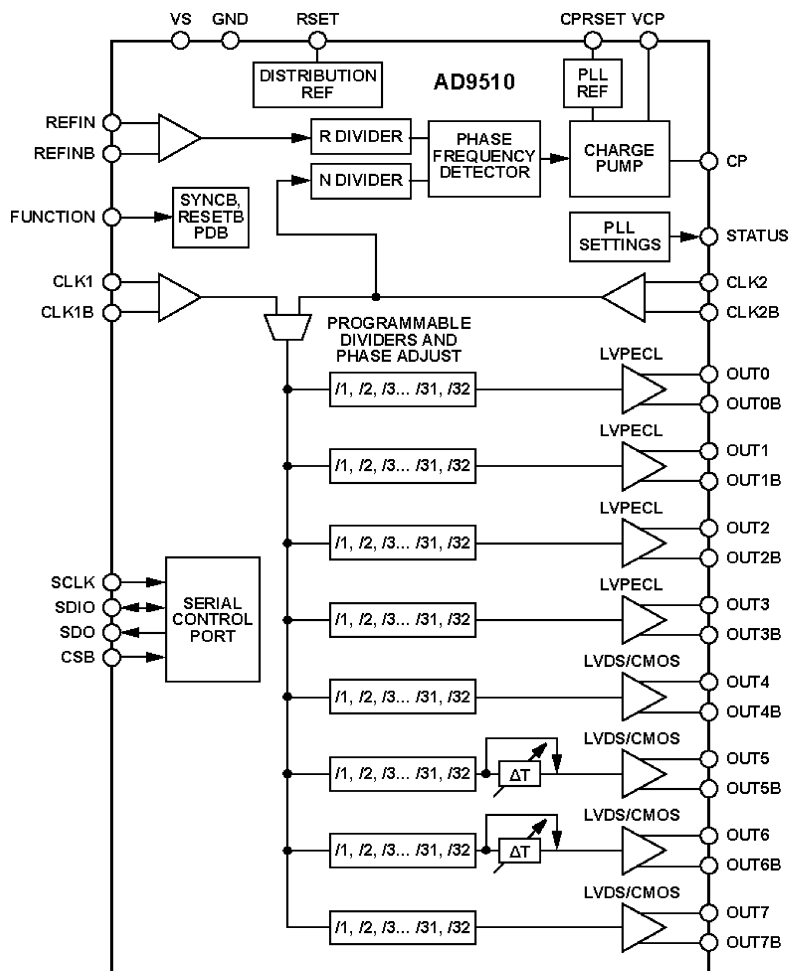 VS GND RSET CPRSET VCP
DISTRIBUTION
REF
AD9510
PLL
REF
REFIN
REFINB
R DIVIDER
N DIVIDER
PHASE
FREQUENCY
DETECTOR
CHARGE
PUMP
CP
FUNCTION
SYNCB,
RESETB
PDB
PLL
SETTINGS
STATUS
CLK1
CLK1B
CLK2
CLK2B
PROGRAMMABLE
DIVIDERS AND
PHASE ADJUST
LVPECL
/1, /2, /3... /31, /32
OUT0
OUT0B
LVPECL
/1, /2, /3... /31, /32
OUT1
OUT1B
LVPECL
/1, /2, /3... /31, /32
OUT2
OUT2B
SCLK
SDIO
SDO
CSB
SERIAL
CONTROL
PORT
LVPECL
/1, /2, /3... /31, /32
OUT3
OUT3B
LVDS/CMOS
/1, /2, /3... /31, /32
OUT4
OUT4B
LVDS/CMOS
/1, /2, /3... /31, /32
ΔT
OUT5
OUT5B
LVDS/CMOS
/1, /2, /3... /31, /32
ΔT
OUT6
OUT6B
LVDS/CMOS
/1, /2, /3... /31, /32
OUT7
OUT7B